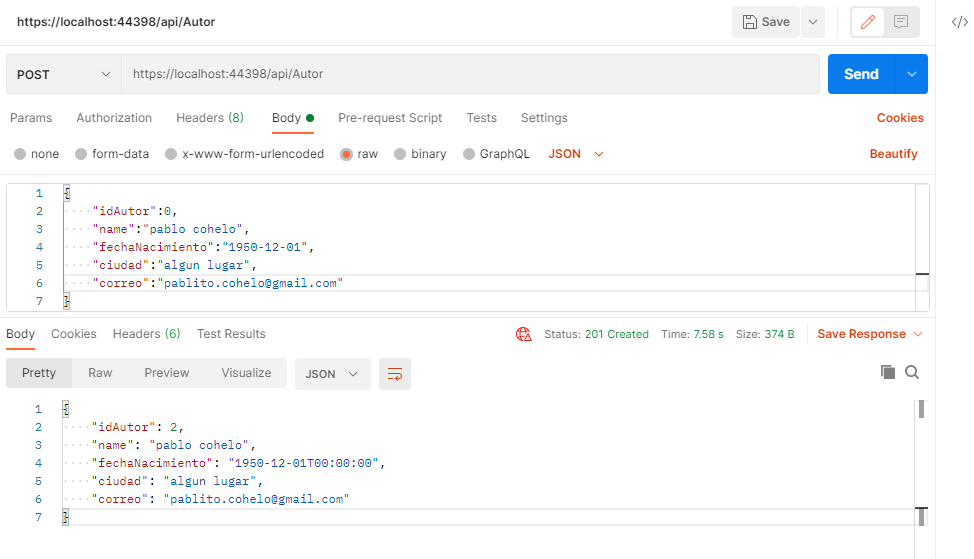 https://localhost:44398/api/Autor Save
POST https://localhost:44398/api/Autor Send
Params Authorization Headers (8) Body Pre-request Script Tests Settings Cookies
none form-data x-www-form-urlencoded raw binary GraphQL JSON Beautify
1 {
2 "idAutor":0,
3 "name":"pablo cohelo",
4 "fechaNacimiento":"1950-12-01",
5 "ciudad":"algun lugar",
6 "correo":"pablito.cohelo@gmail.com"
7 }
Body Cookies Headers (6) Test Results Status: 201 Created Time: 7.58 s Size: 374 B Save Response
Pretty Raw Preview Visualize JSON
1 {
2 "idAutor": 2,
3 "name": "pablo cohelo",
4 "fechaNacimiento": "1950-12-01T00:00:00",
5 "ciudad": "algun lugar",
6 "correo": "pablito.cohelo@gmail.com"
7 }